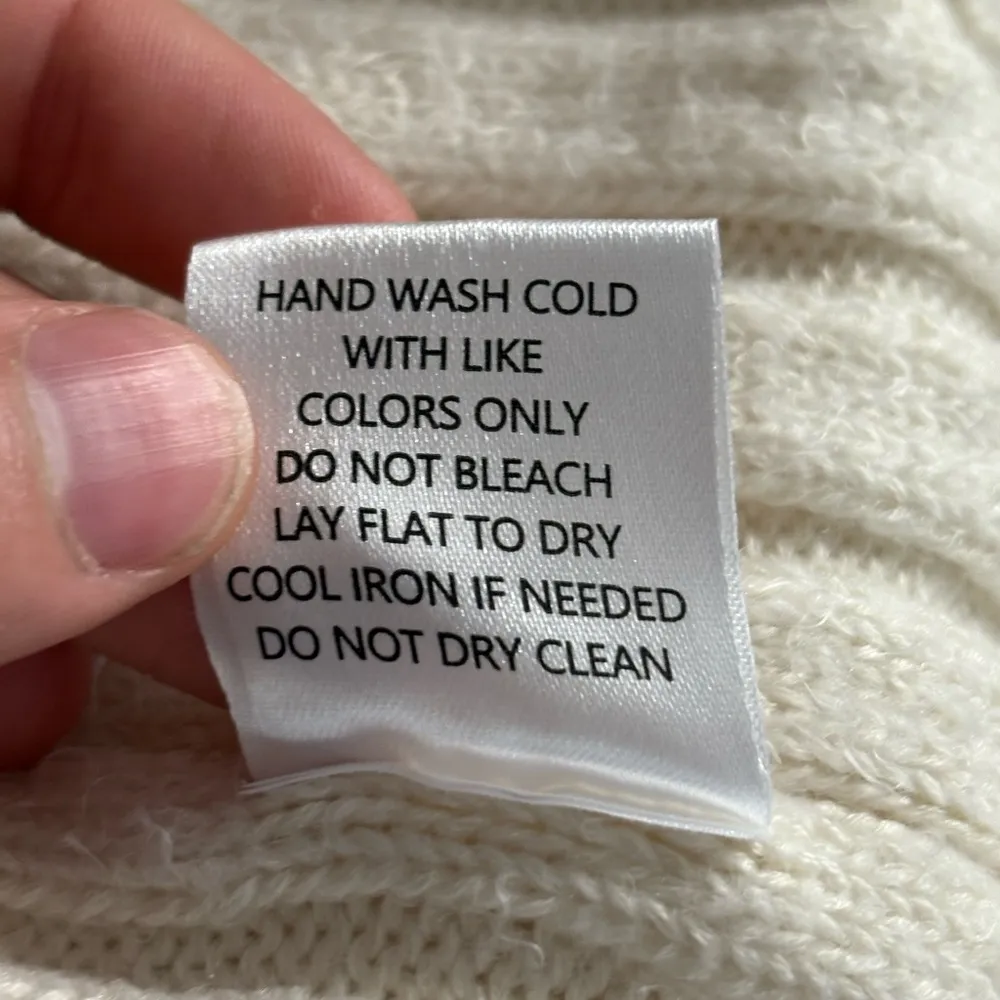 HAND WASH COLD
WITH LIKE
COLORS ONLY
DO NOT BLEACH
LAY FLAT TO DRY
COOL IRON IF NEEDED
DO NOT DRY CLEAN